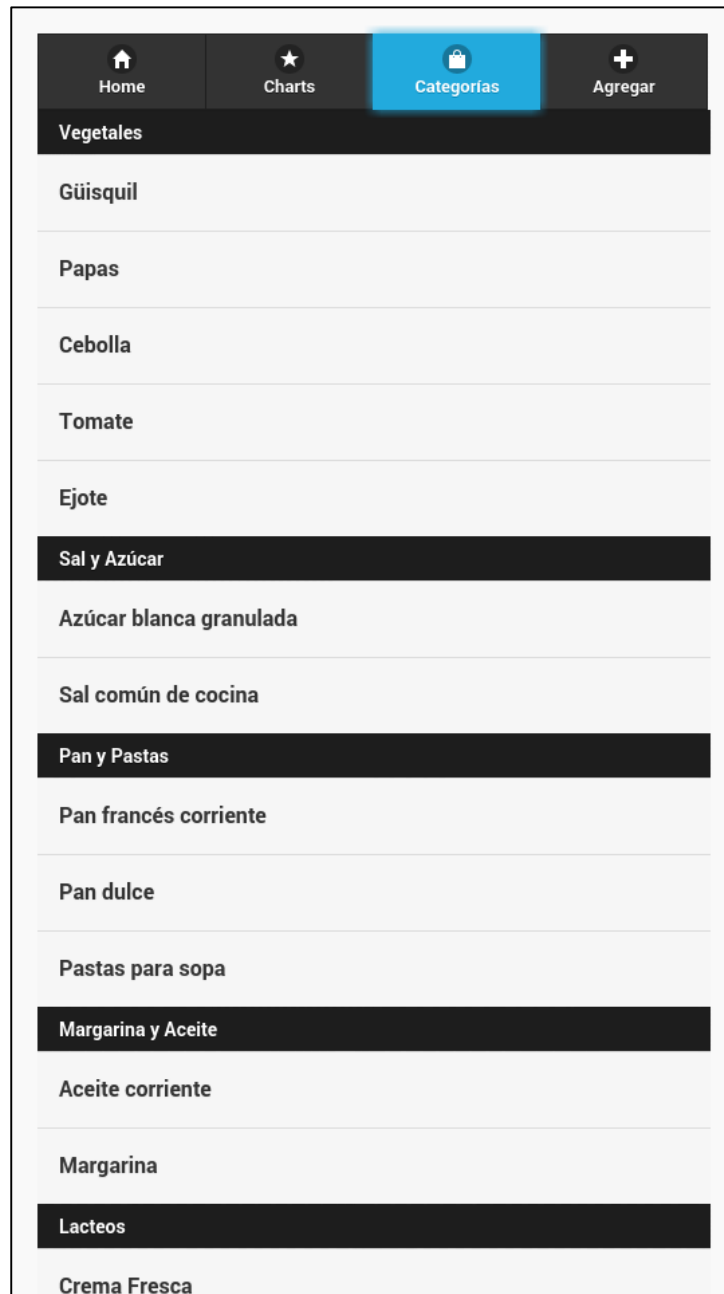 Home Charts Categorías Agregar
Vegetales
Güisquil
Papas
Cebolla
Tomate
Ejote
Sal y Azúcar
Azúcar blanca granulada
Sal común de cocina
Pan y Pastas
Pan francés corriente
Pan dulce
Pastas para sopa
Margarina y Aceite
Aceite corriente
Margarina
Lacteos
Crema Fresca